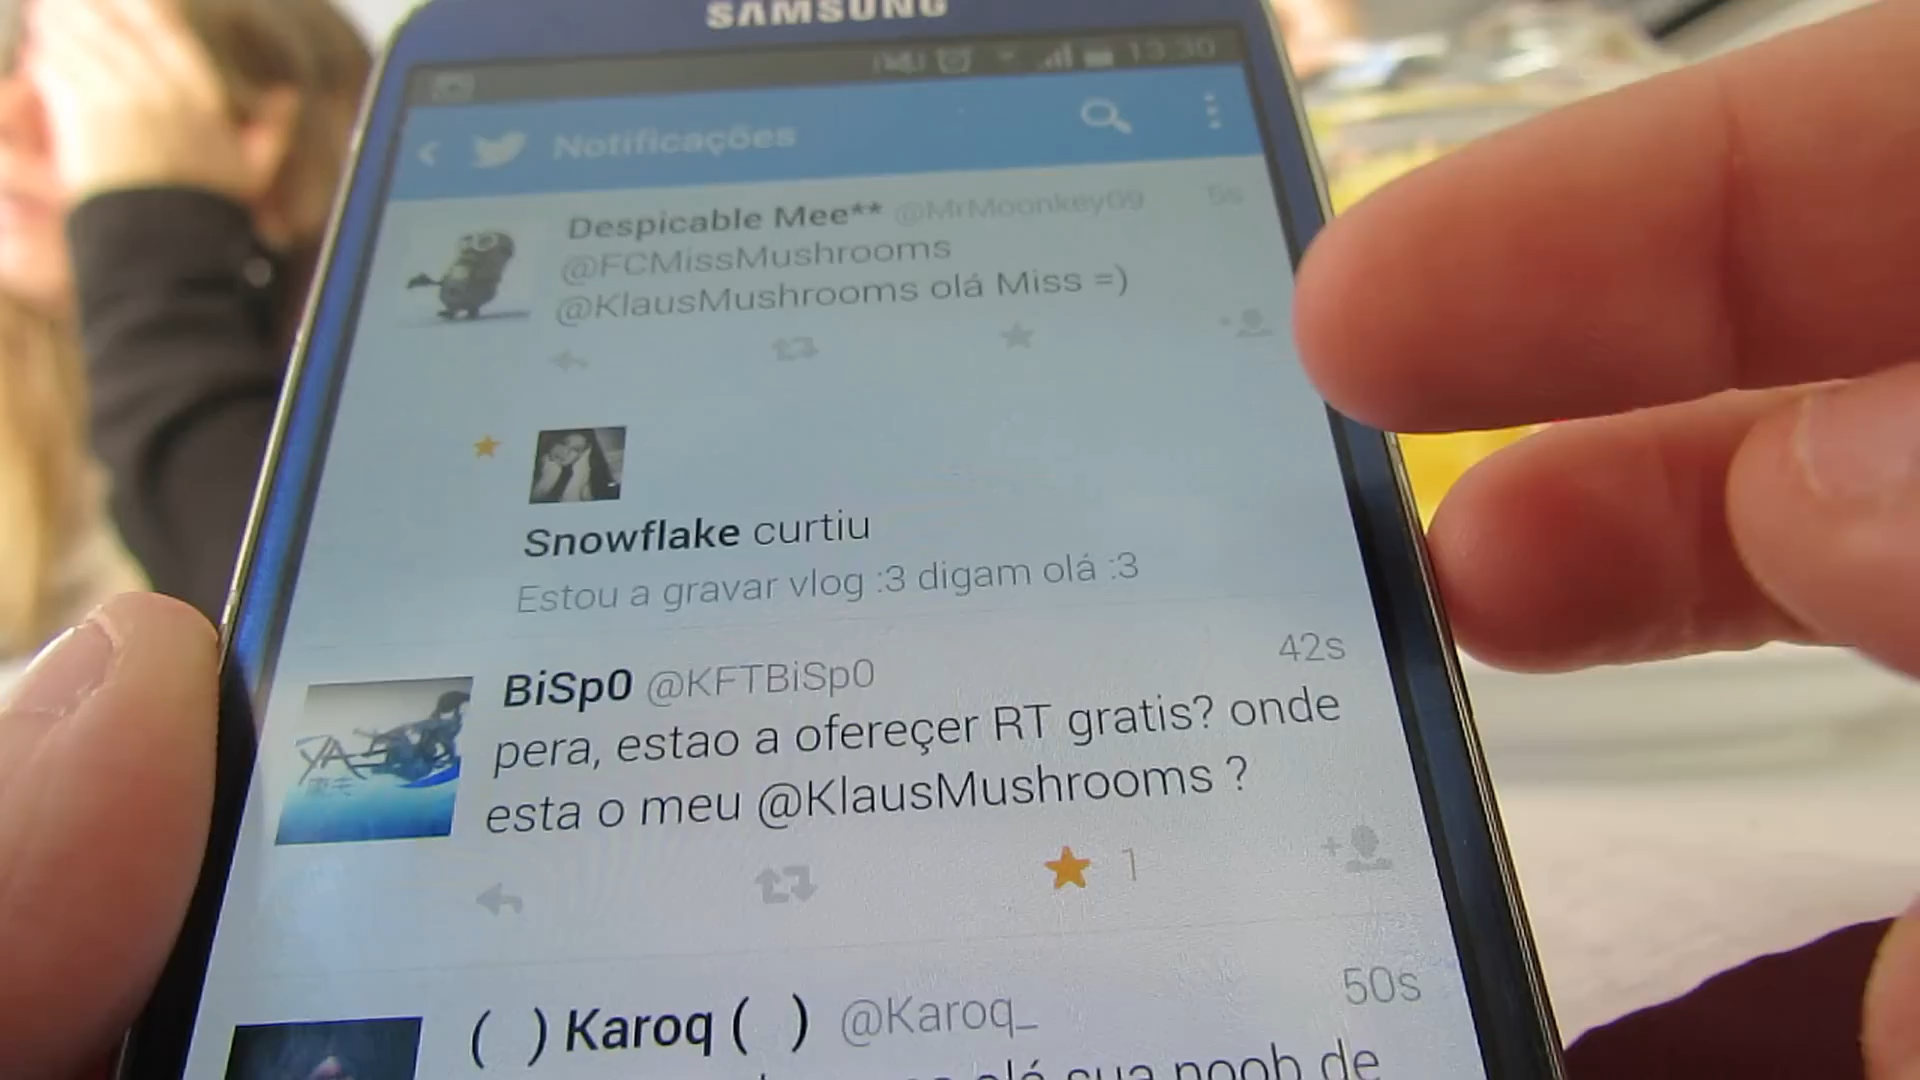 SAMSUNG
13:30
Notificações
Despicable Mee** @MrMoonkey09 5s
@FCMissMushrooms
@KlausMushrooms olá Miss =)
Snowflake curtiu
Estou a gravar vlog :3 digam olá :3
BiSp0 @KFTBiSp0 42s
pera, estao a ofereçer RT gratis? onde
esta o meu @KlausMushrooms ?
1
( ) Karoq ( ) @Karoq_ 50s
olá sua noob de